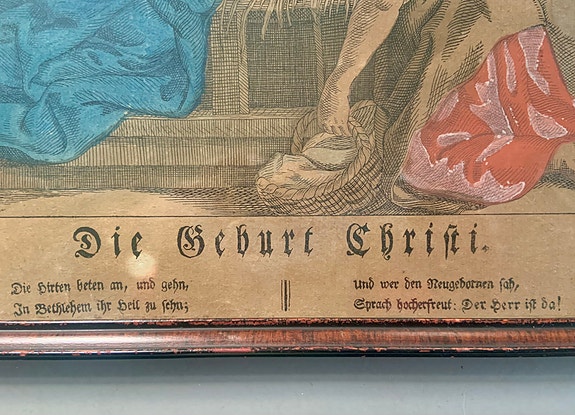 Die Geburt Christi.
Die Hirten beten an, und gehn,
In Bethlehem ihr Heil zu sehn;
Und wer den Neugebornen sah,
Sprach hocherfreut: Der Herr ist da!